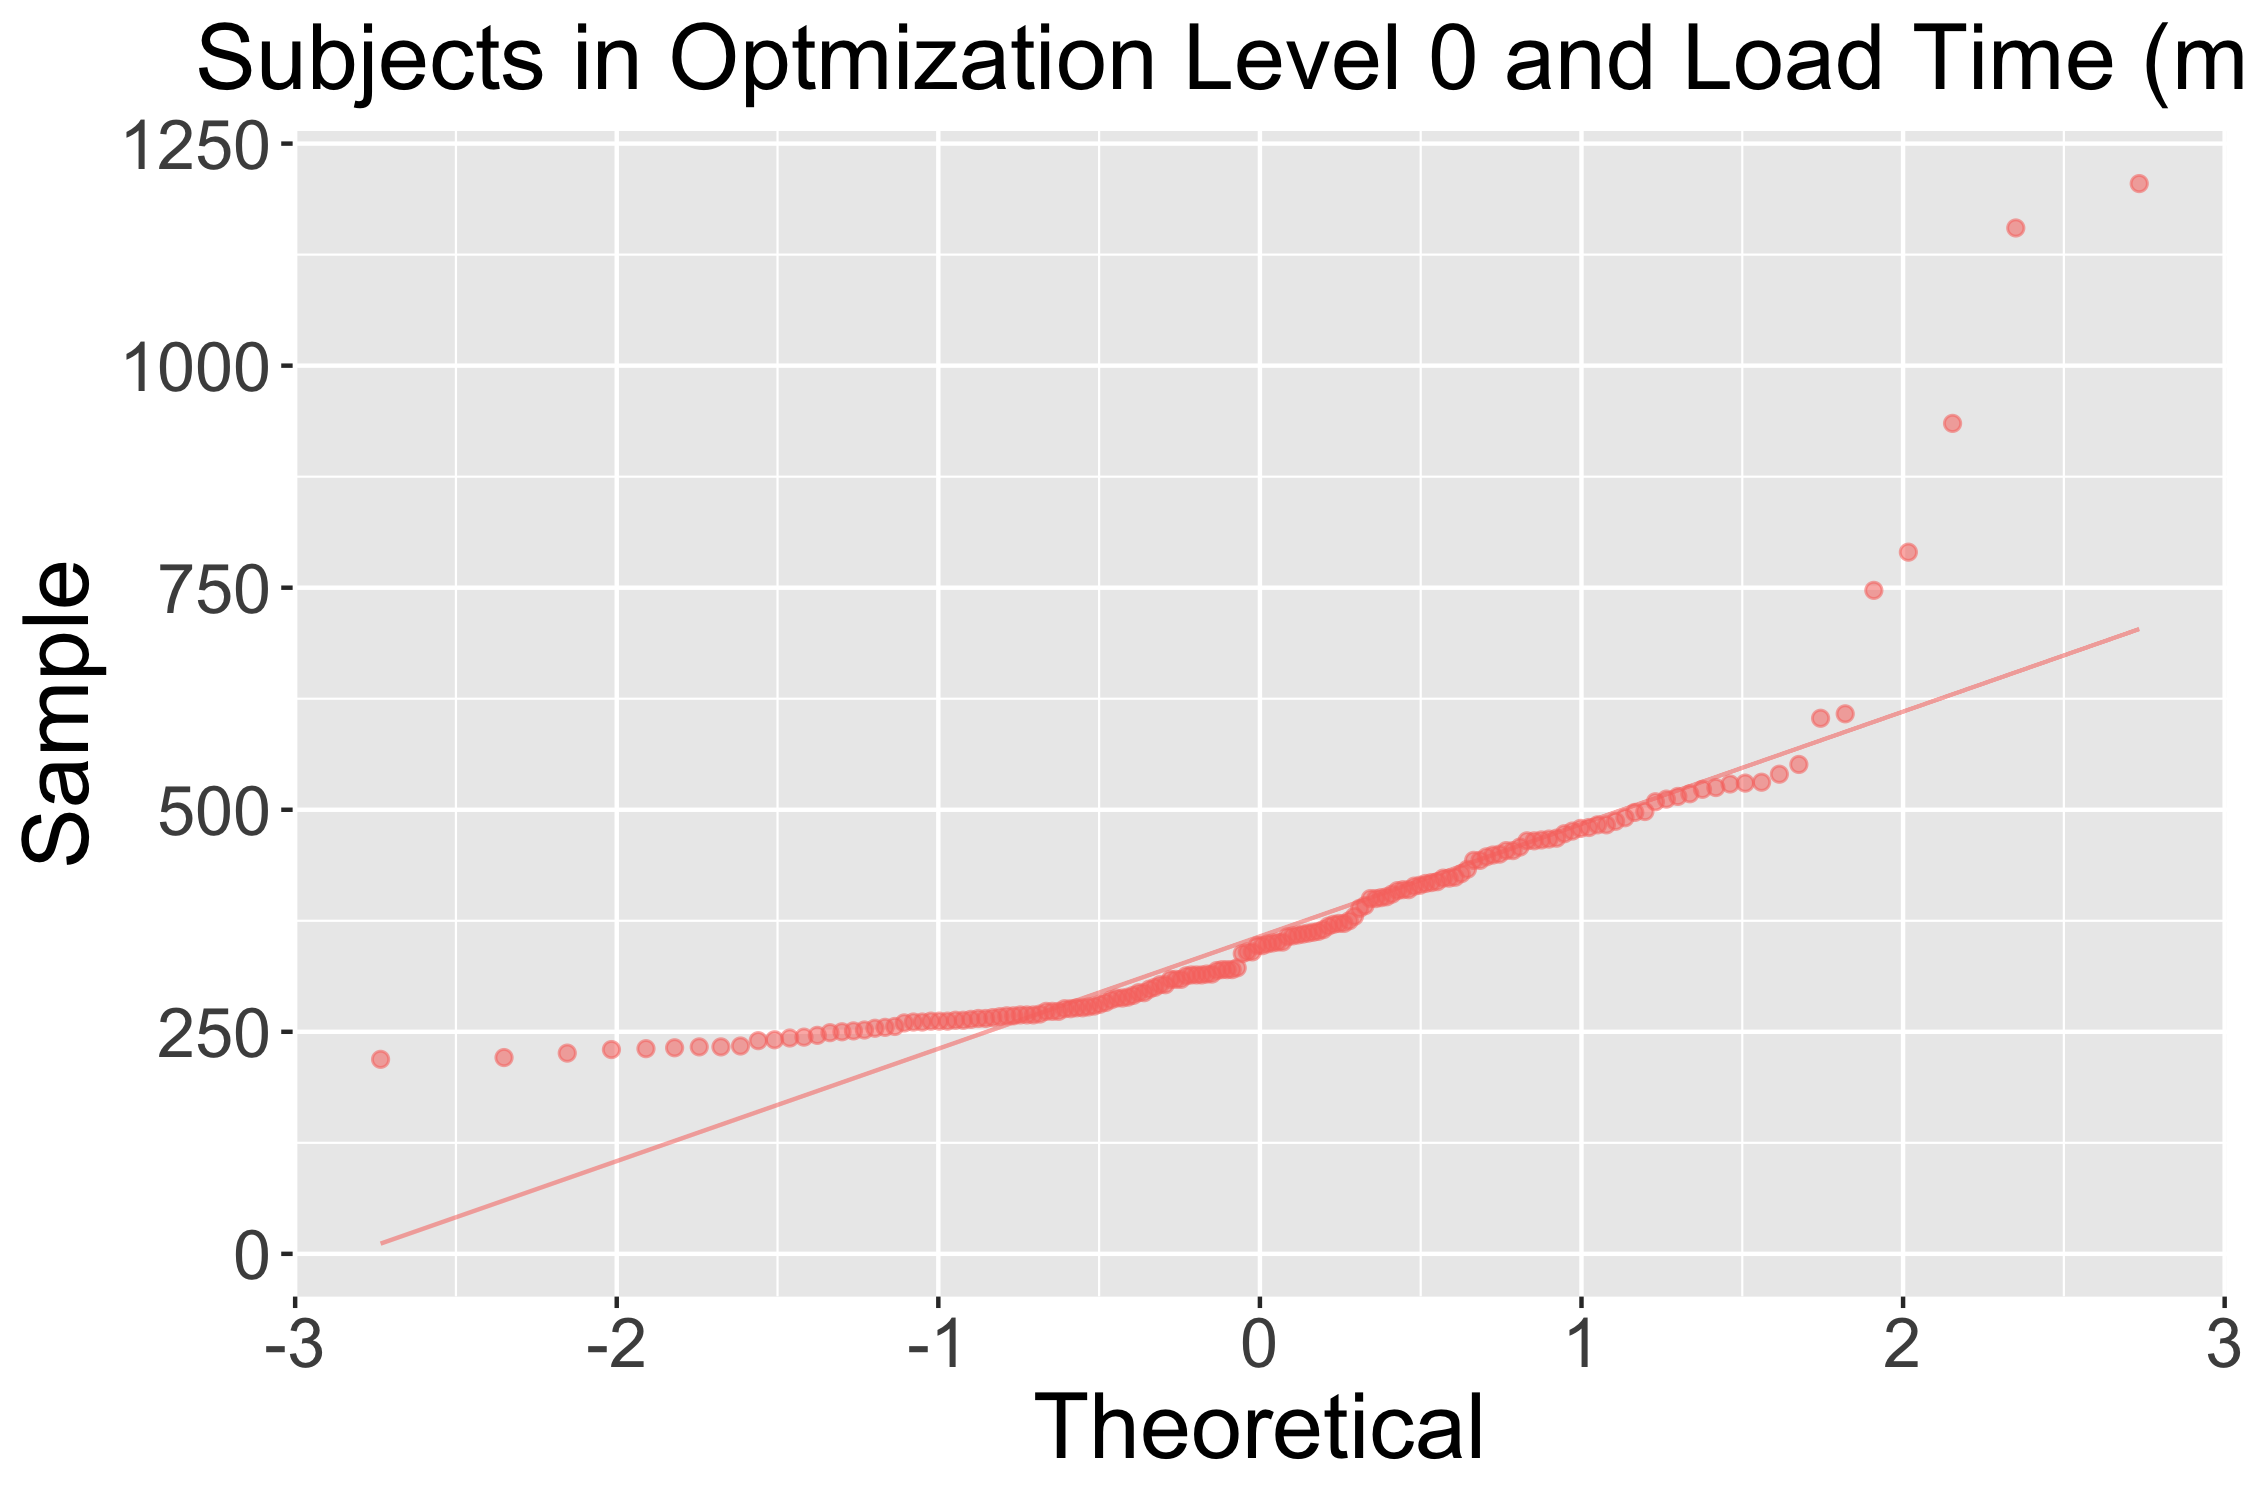 Subjects in Optmization Level 0 and Load Time (m
1250
1000
750
500
250
0
Sample
-3 -2 -1 0 1 2 3
Theoretical